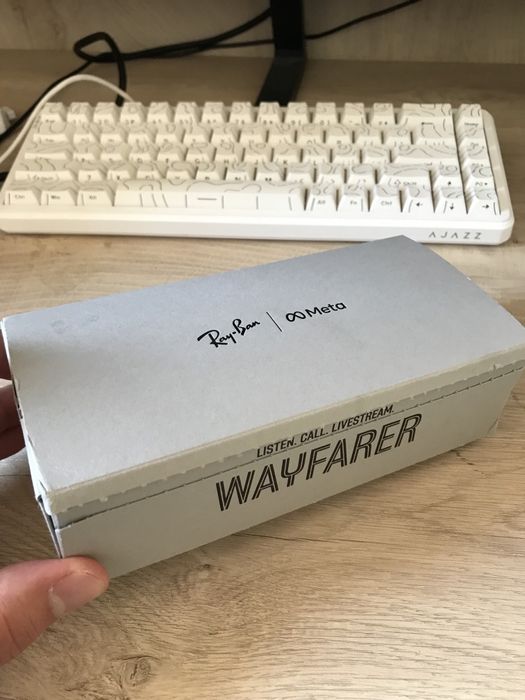 AJAZZ
Ray-Ban | ∞ Meta
LISTEN. CALL. LIVESTREAM.
WAYFARER